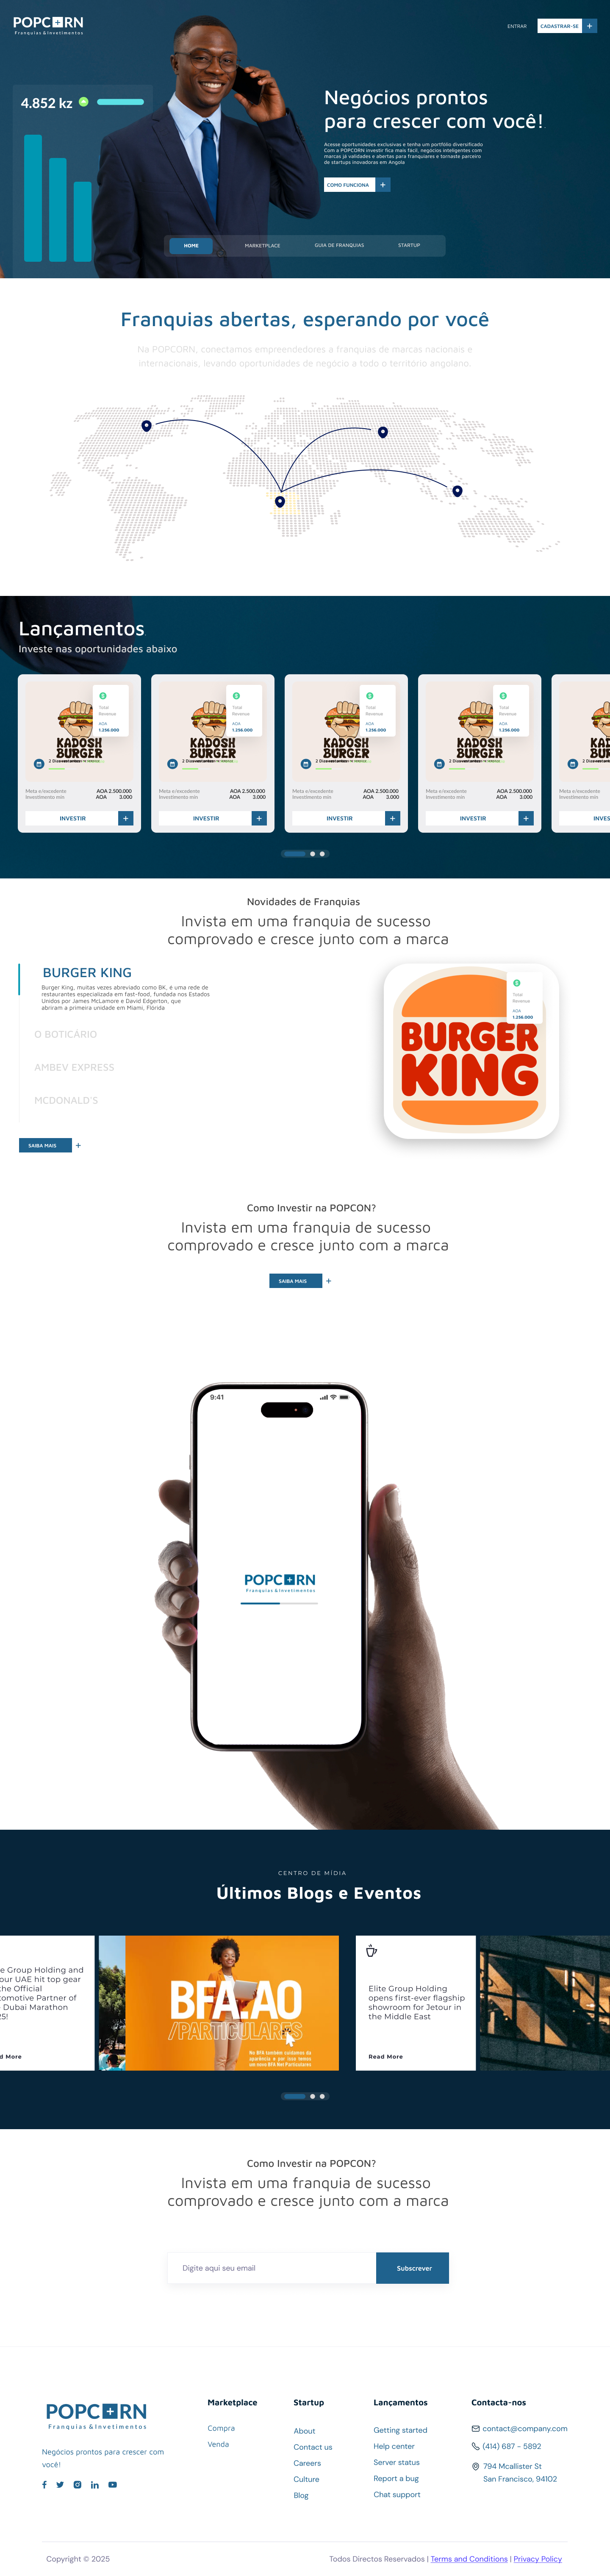 POPCORN
Franquias & Invetimentos
ENTRAR
CADASTRAR-SE
+
4.852 kz
Negócios prontos
para crescer com você!
Acesse oportunidades exclusivas e tenha um portfólio diversificado
Com a POPCORN investir fica mais fácil, negócios inteligentes com
marcas já validades e abertas para franquiares e tornaste parceiro
de startups inovadoras em Angola
COMO FUNCIONA
+
HOME
MARKETPLACE
GUIA DE FRANQUIAS
STARTUP
Franquias abertas, esperando por você
Na POPCORN, conectamos empreendedores a franquias de marcas nacionais e
internacionais, levando oportunidades de negócio a todo o território angolano.
Lançamentos
Investe nas oportunidades abaixo
Total
Revenue
AOA
1.256.000
KADOSH
BURGER
Meta e/excedente AOA 2.500.000
Investimento min AOA 3.000
INVESTIR +
Total
Revenue
AOA
1.256.000
KADOSH
BURGER
Meta e/excedente AOA 2.500.000
Investimento min AOA 3.000
INVESTIR +
Total
Revenue
AOA
1.256.000
KADOSH
BURGER
Meta e/excedente AOA 2.500.000
Investimento min AOA 3.000
INVESTIR +
Total
Revenue
AOA
1.256.000
KADOSH
BURGER
Meta e/excedente AOA 2.500.000
Investimento min AOA 3.000
INVESTIR +
Total
Revenue
AOA
1.256.000
KADOSH
BURGER
Meta e/excedente
Investimento min
INVES
Novidades de Franquias
Invista em uma franquia de sucesso
comprovado e cresce junto com a marca
BURGER KING
Burger King, muitas vezes abreviado como BK, é uma rede de
restaurantes especializada em fast-food, fundada nos Estados
Unidos por James McLamore e David Edgerton, que
abriram a primeira unidade em Miami, Flórida
O BOTICÁRIO
AMBEV EXPRESS
MCDONALD'S
SAIBA MAIS +
BURGER
KING
Total
Revenue
AOA
1.256.000
Como Investir na POPCON?
Invista em uma franquia de sucesso
comprovado e cresce junto com a marca
SAIBA MAIS +
9:41
POPCORN
Franquias & Invetimentos
CENTRO DE MÍDIA
Últimos Blogs e Eventos
e Group Holding and
our UAE hit top gear
the Official
omotive Partner of
Dubai Marathon
25!
d More
BFA.AO
/PARTICULARES
No BFA também cuidamos da
aparência e por isso temos
um novo BFA Net Particulares
Elite Group Holding
opens first-ever flagship
showroom for Jetour in
the Middle East
Read More
Como Investir na POPCON?
Invista em uma franquia de sucesso
comprovado e cresce junto com a marca
Digite aqui seu email
Subscrever
POPCORN
Franquias & Invetimentos
Negócios prontos para crescer com
você!
Marketplace
Compra
Venda
Startup
About
Contact us
Careers
Culture
Blog
Lançamentos
Getting started
Help center
Server status
Report a bug
Chat support
Contacta-nos
contact@company.com
(414) 687 - 5892
794 Mcallister St
San Francisco, 94102
Copyright © 2025
Todos Directos Reservados | Terms and Conditions | Privacy Policy